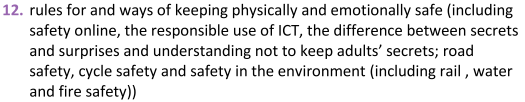 12. rules for and ways of keeping physically and emotionally safe (including
safety online, the responsible use of ICT, the difference between secrets
and surprises and understanding not to keep adults’ secrets; road
safety, cycle safety and safety in the environment (including rail , water
and fire safety))